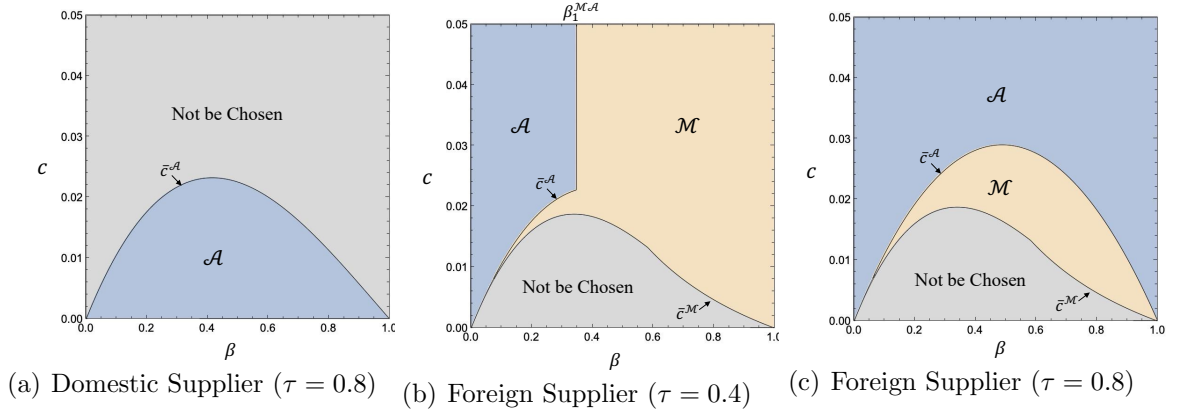 0.05
0.04
0.03
0.02
0.01
0.00
c
Not be Chosen
c̄^𝒜
𝒜
0.0 0.2 0.4 0.6 0.8 1.0
β
(a) Domestic Supplier (τ = 0.8)
β₁^ℳ𝒜
0.05
0.04
0.03
0.02
0.01
0.00
c
𝒜
ℳ
c̄^𝒜
Not be Chosen
c̄^ℳ
0.0 0.2 0.4 0.6 0.8 1.0
β
(b) Foreign Supplier (τ = 0.4)
0.05
0.04
0.03
0.02
0.01
0.00
c
𝒜
c̄^𝒜
ℳ
Not be Chosen
c̄^ℳ
0.0 0.2 0.4 0.6 0.8 1.0
β
(c) Foreign Supplier (τ = 0.8)